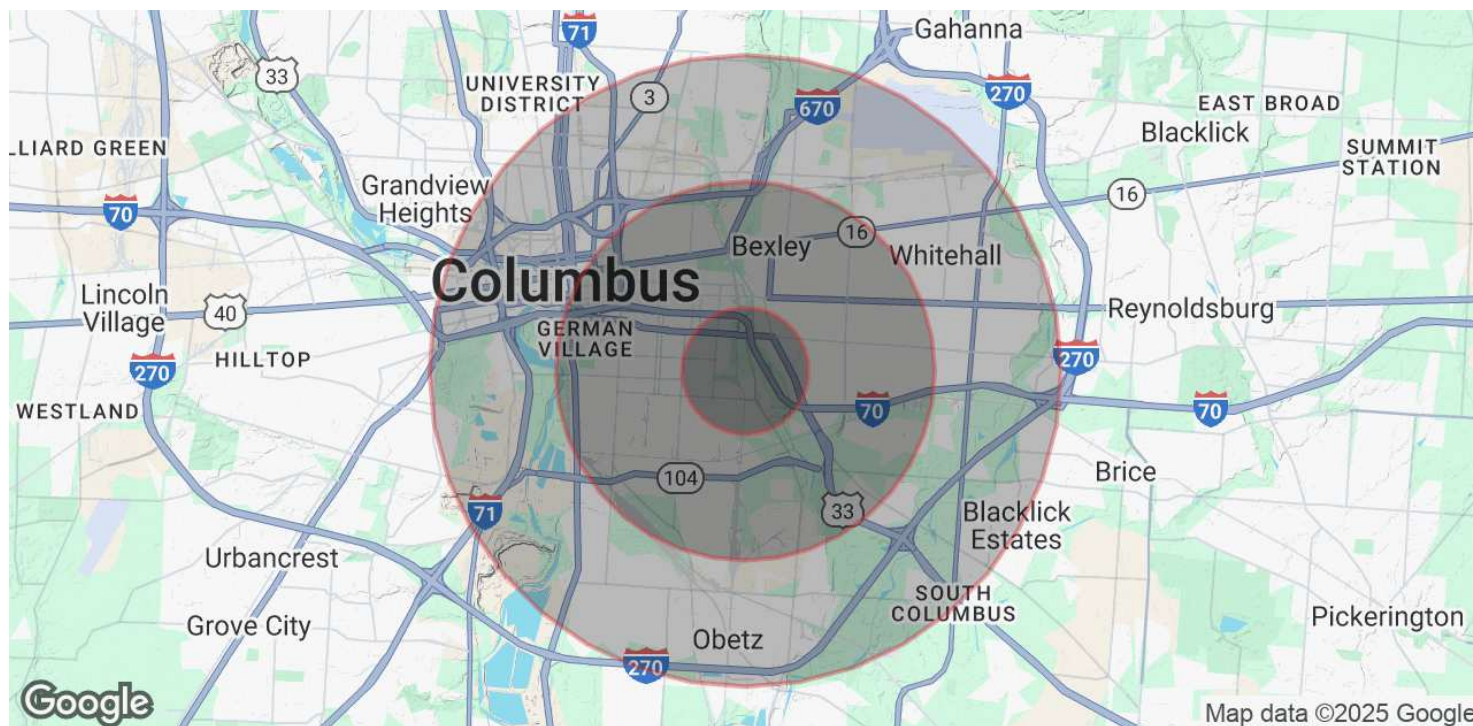 Gahanna
71
33
UNIVERSITY
DISTRICT
3
670
270
EAST BROAD
Blacklick
LLIARD GREEN
SUMMIT
STATION
Grandview
Heights
16
70
16
Bexley
Whitehall
Columbus
Lincoln
Village
40
Reynoldsburg
GERMAN
VILLAGE
HILLTOP
270
270
WESTLAND
70
70
104
Brice
71
33
Blacklick
Estates
Urbancrest
SOUTH
COLUMBUS
Grove City
Pickerington
Obetz
270
Google
Map data ©2025 Google